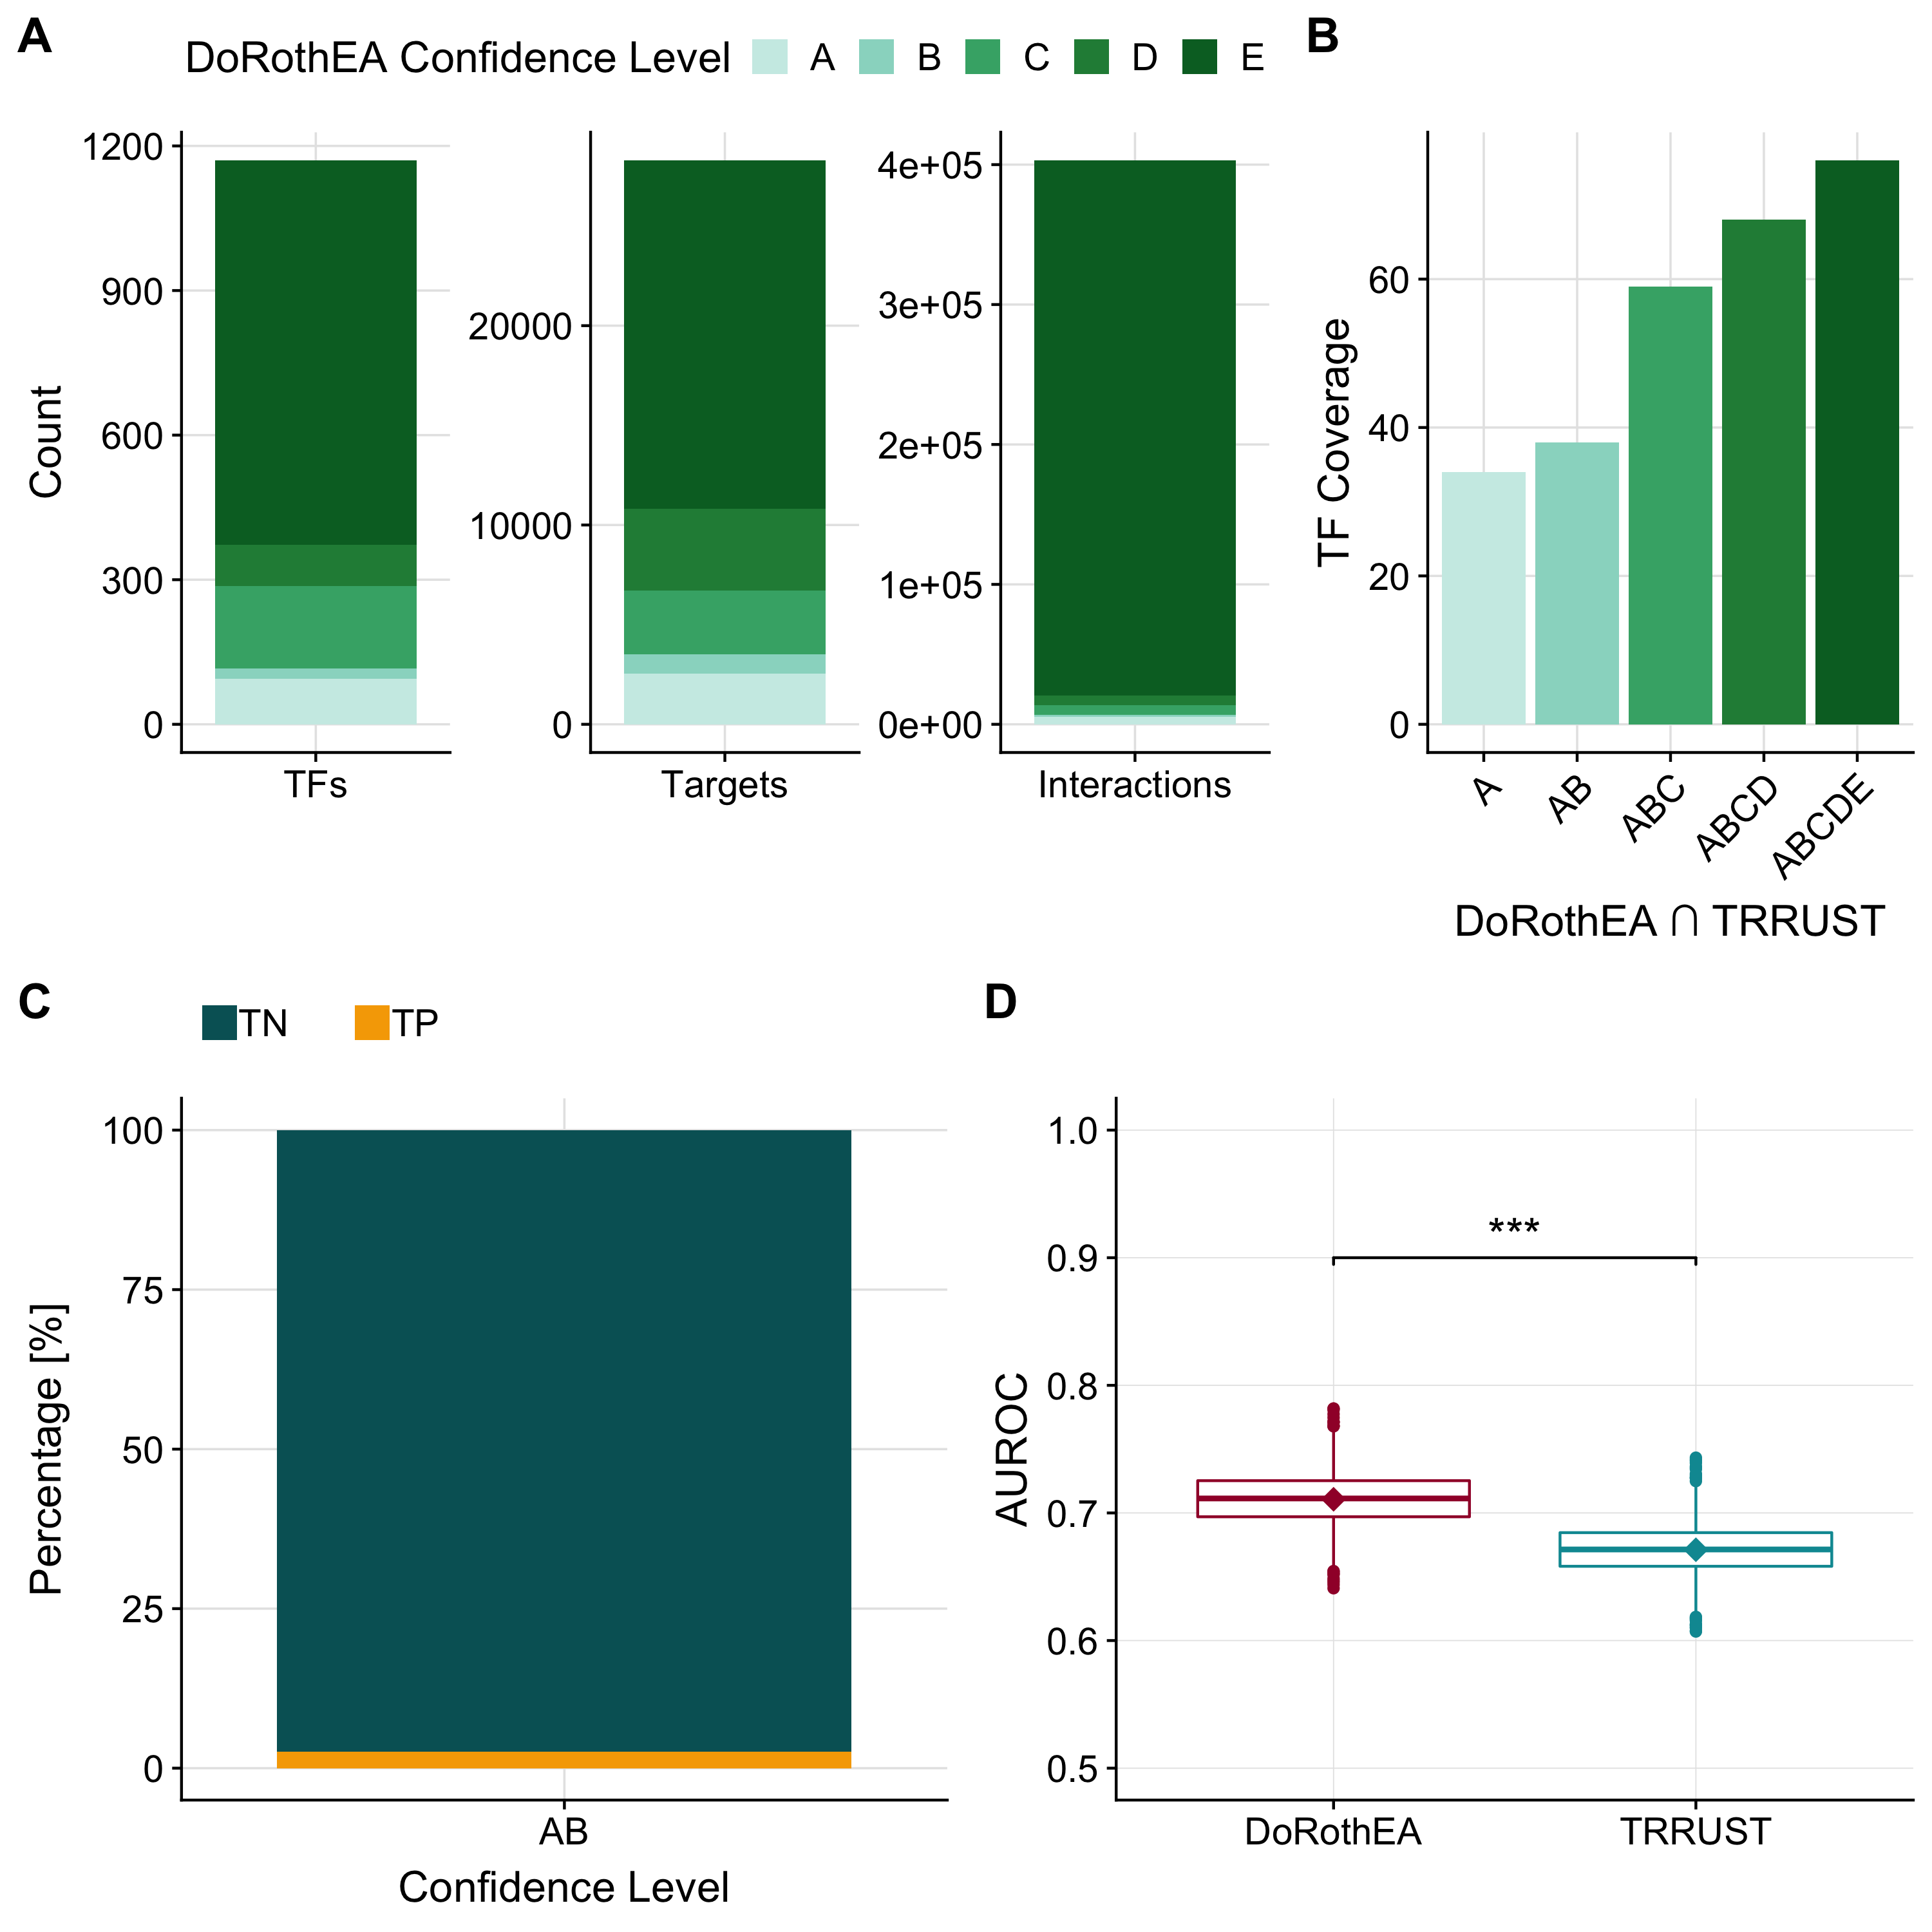 A
DoRothEA Confidence Level A B C D E
Count
1200
900
600
300
0
TFs
20000
10000
0
Targets
4e+05
3e+05
2e+05
1e+05
0e+00
Interactions
B
TF Coverage
60
40
20
0
A AB ABC ABCD ABCDE
DoRothEA ∩ TRRUST
C
TN TP
Percentage [%]
100
75
50
25
0
AB
Confidence Level
D
AUROC
1.0
0.9
0.8
0.7
0.6
0.5
***
DoRothEA TRRUST